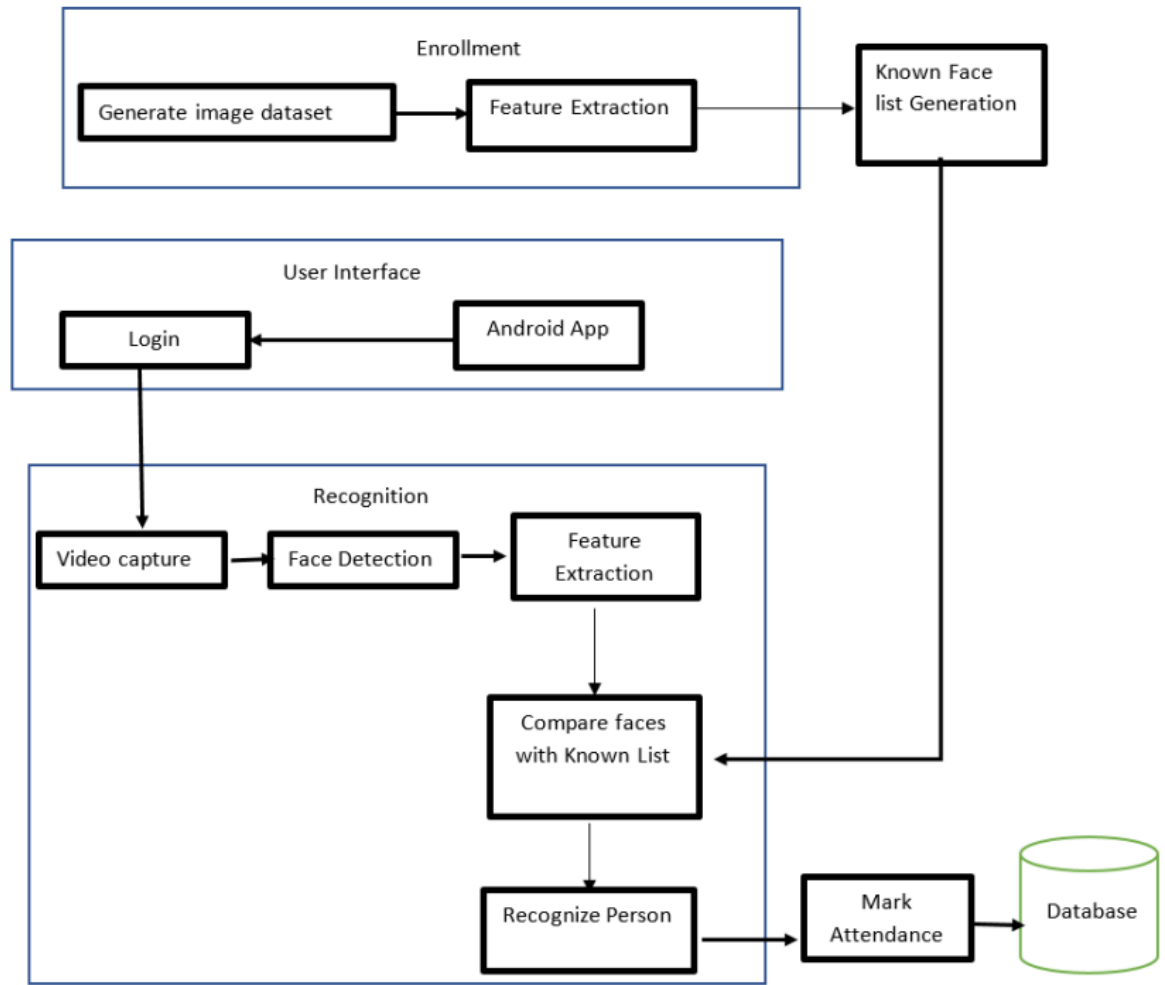 Enrollment
Generate image dataset
Feature Extraction
Known Face
list Generation
User Interface
Login
Android App
Recognition
Video capture
Face Detection
Feature
Extraction
Compare faces
with Known List
Recognize Person
Mark
Attendance
Database